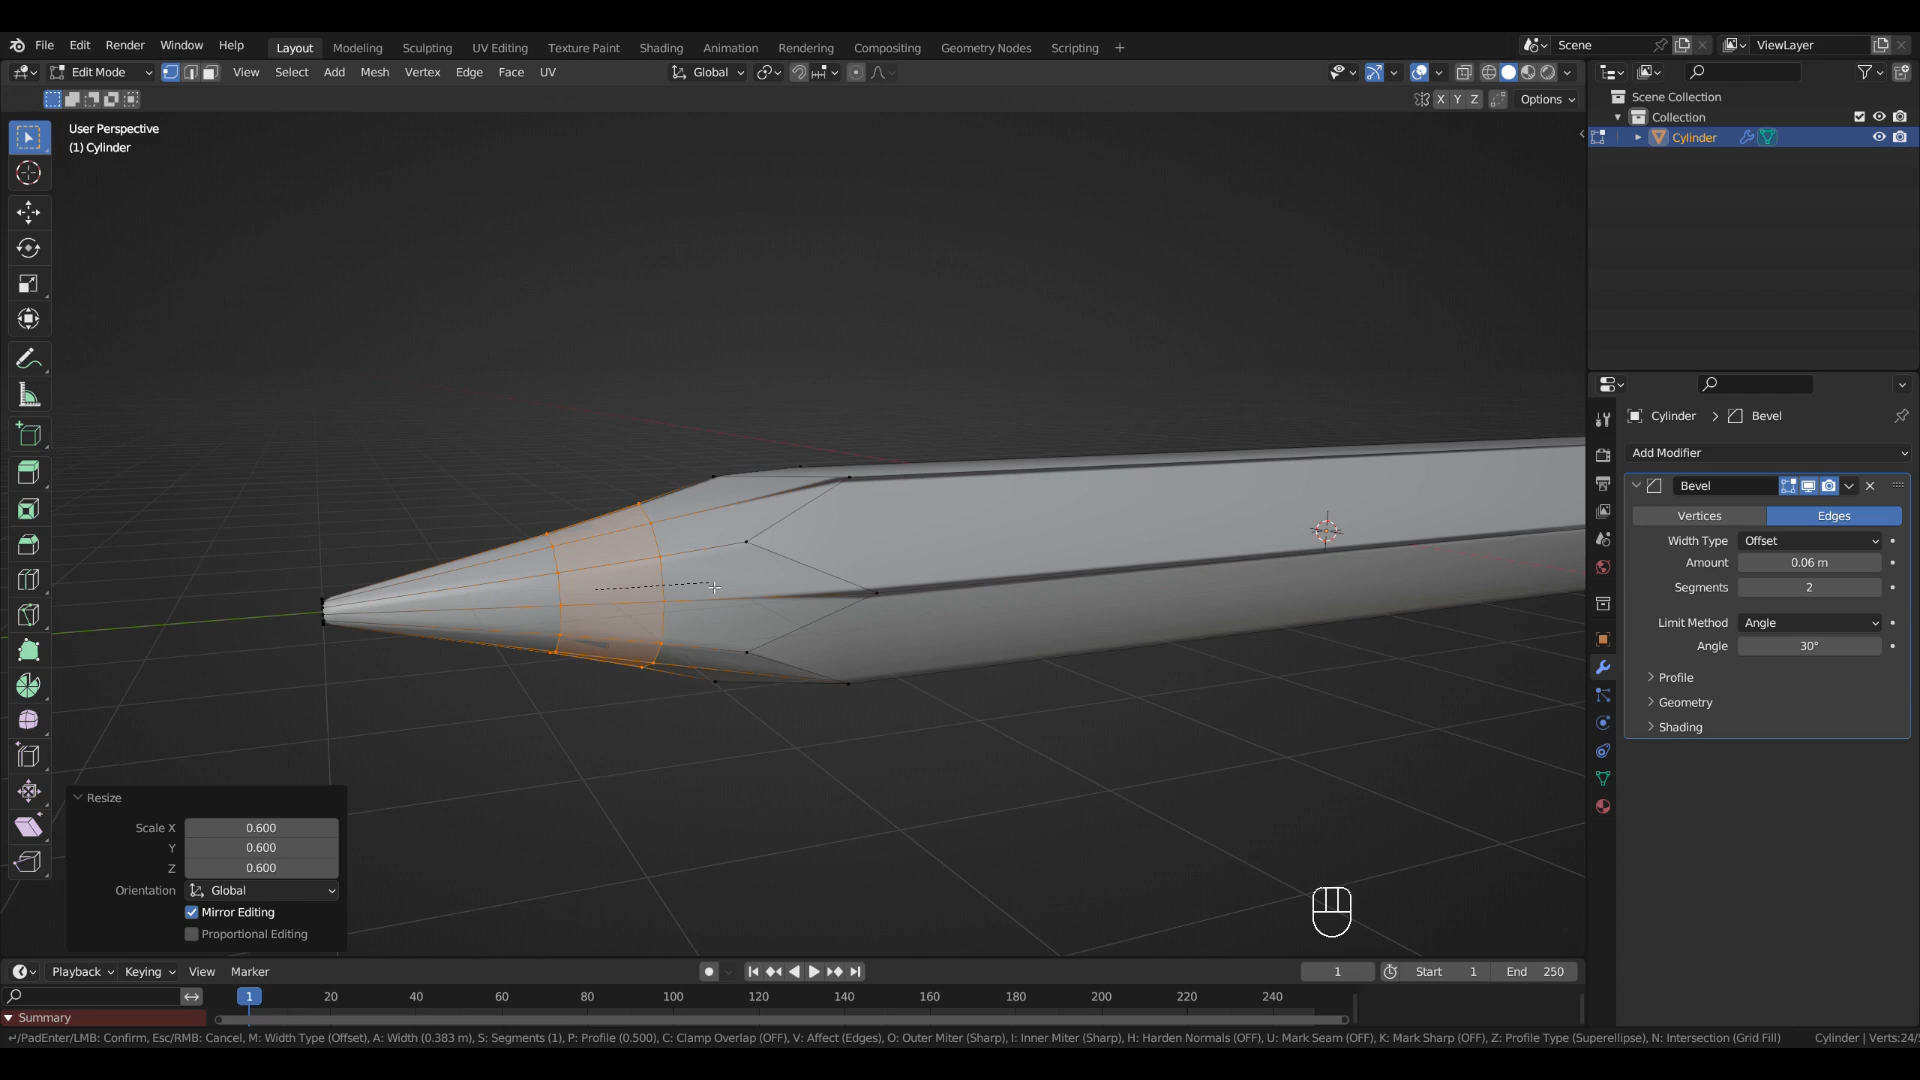 File Edit Render Window Help Layout Modeling Sculpting UV Editing Texture Paint Shading Animation Rendering Compositing Geometry Nodes Scripting + Scene ViewLayer
Edit Mode View Select Add Mesh Vertex Edge Face UV Global
X Y Z Options
User Perspective
(1) Cylinder
Scene Collection
Collection
Cylinder
Cylinder > Bevel
Add Modifier
Bevel
Vertices Edges
Width Type Offset
Amount 0.06 m
Segments 2
Limit Method Angle
Angle 30°
Profile
Geometry
Shading
Resize
Scale X 0.600
Y 0.600
Z 0.600
Orientation Global
Mirror Editing
Proportional Editing
Playback Keying View Marker 1 Start 1 End 250
1 20 40 60 80 100 120 140 160 180 200 220 240
Summary
↵/PadEnter/LMB: Confirm, Esc/RMB: Cancel, M: Width Type (Offset), A: Width (0.383 m), S: Segments (1), P: Profile (0.500), C: Clamp Overlap (OFF), V: Affect (Edges), O: Outer Miter (Sharp), I: Inner Miter (Sharp), H: Harden Normals (OFF), U: Mark Seam (OFF), K: Mark Sharp (OFF), Z: Profile Type (Superellipse), N: Intersection (Grid Fill) Cylinder | Verts:24/